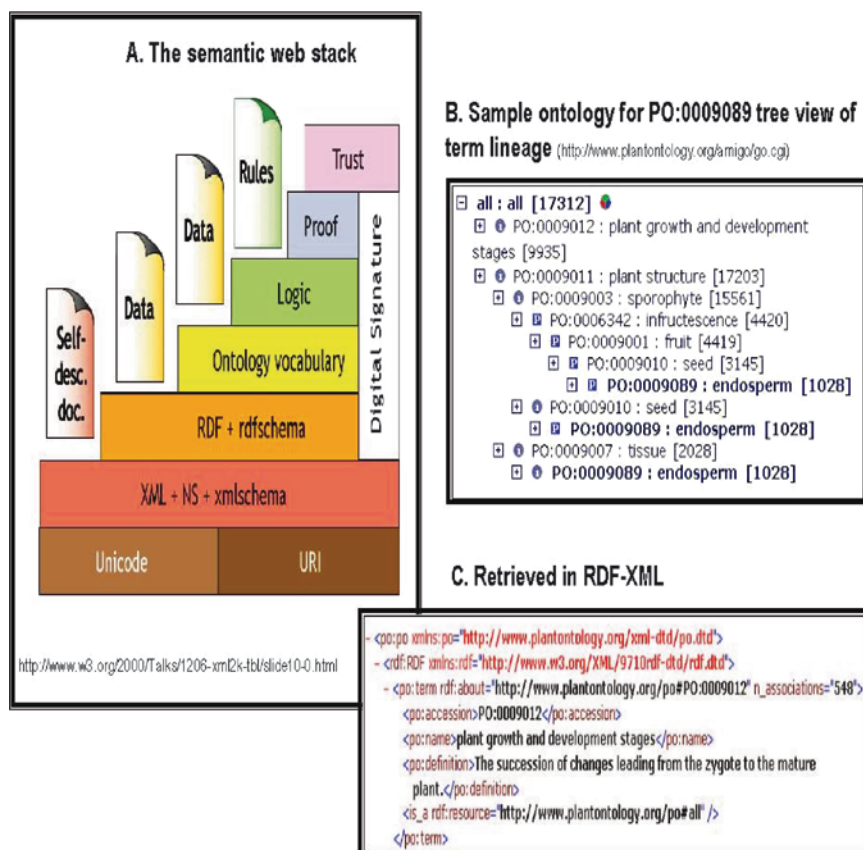 A. The semantic web stack
Rules
Trust
Data
Proof
Data
Logic
Digital Signature
Self-
desc.
doc.
Ontology vocabulary
RDF + rdfschema
XML + NS + xmlschema
Unicode
URI
http://www.w3.org/2000/Talks/1206-xml2k-tbl/slide10-0.html
B. Sample ontology for PO:0009089 tree view of
term lineage (http://www.plantontology.org/amigo/go.cgi)
all : all [17312]
PO:0009012 : plant growth and development
stages [9935]
PO:0009011 : plant structure [17203]
PO:0009003 : sporophyte [15561]
PO:0006342 : infructescence [4420]
PO:0009001 : fruit [4419]
PO:0009010 : seed [3145]
PO:0009089 : endosperm [1028]
PO:0009010 : seed [3145]
PO:0009089 : endosperm [1028]
PO:0009007 : tissue [2028]
PO:0009089 : endosperm [1028]
C. Retrieved in RDF-XML
- <po:po xmlns:po="http://www.plantontology.org/xml-dtd/po.dtd">
- <rdf:RDF xmlns:rdf="http://www.w3.org/XML/9710rdf-dtd/rdf.dtd">
- <po:term rdf:about="http://www.plantontology.org/po#PO:0009012" n_associations="548">
<po:accession>PO:0009012</po:accession>
<po:name>plant growth and development stages</po:name>
<po:definition>The succession of changes leading from the zygote to the mature
plant.</po:definition>
<is_a rdf:resource="http://www.plantontology.org/po#all" />
</po:term>